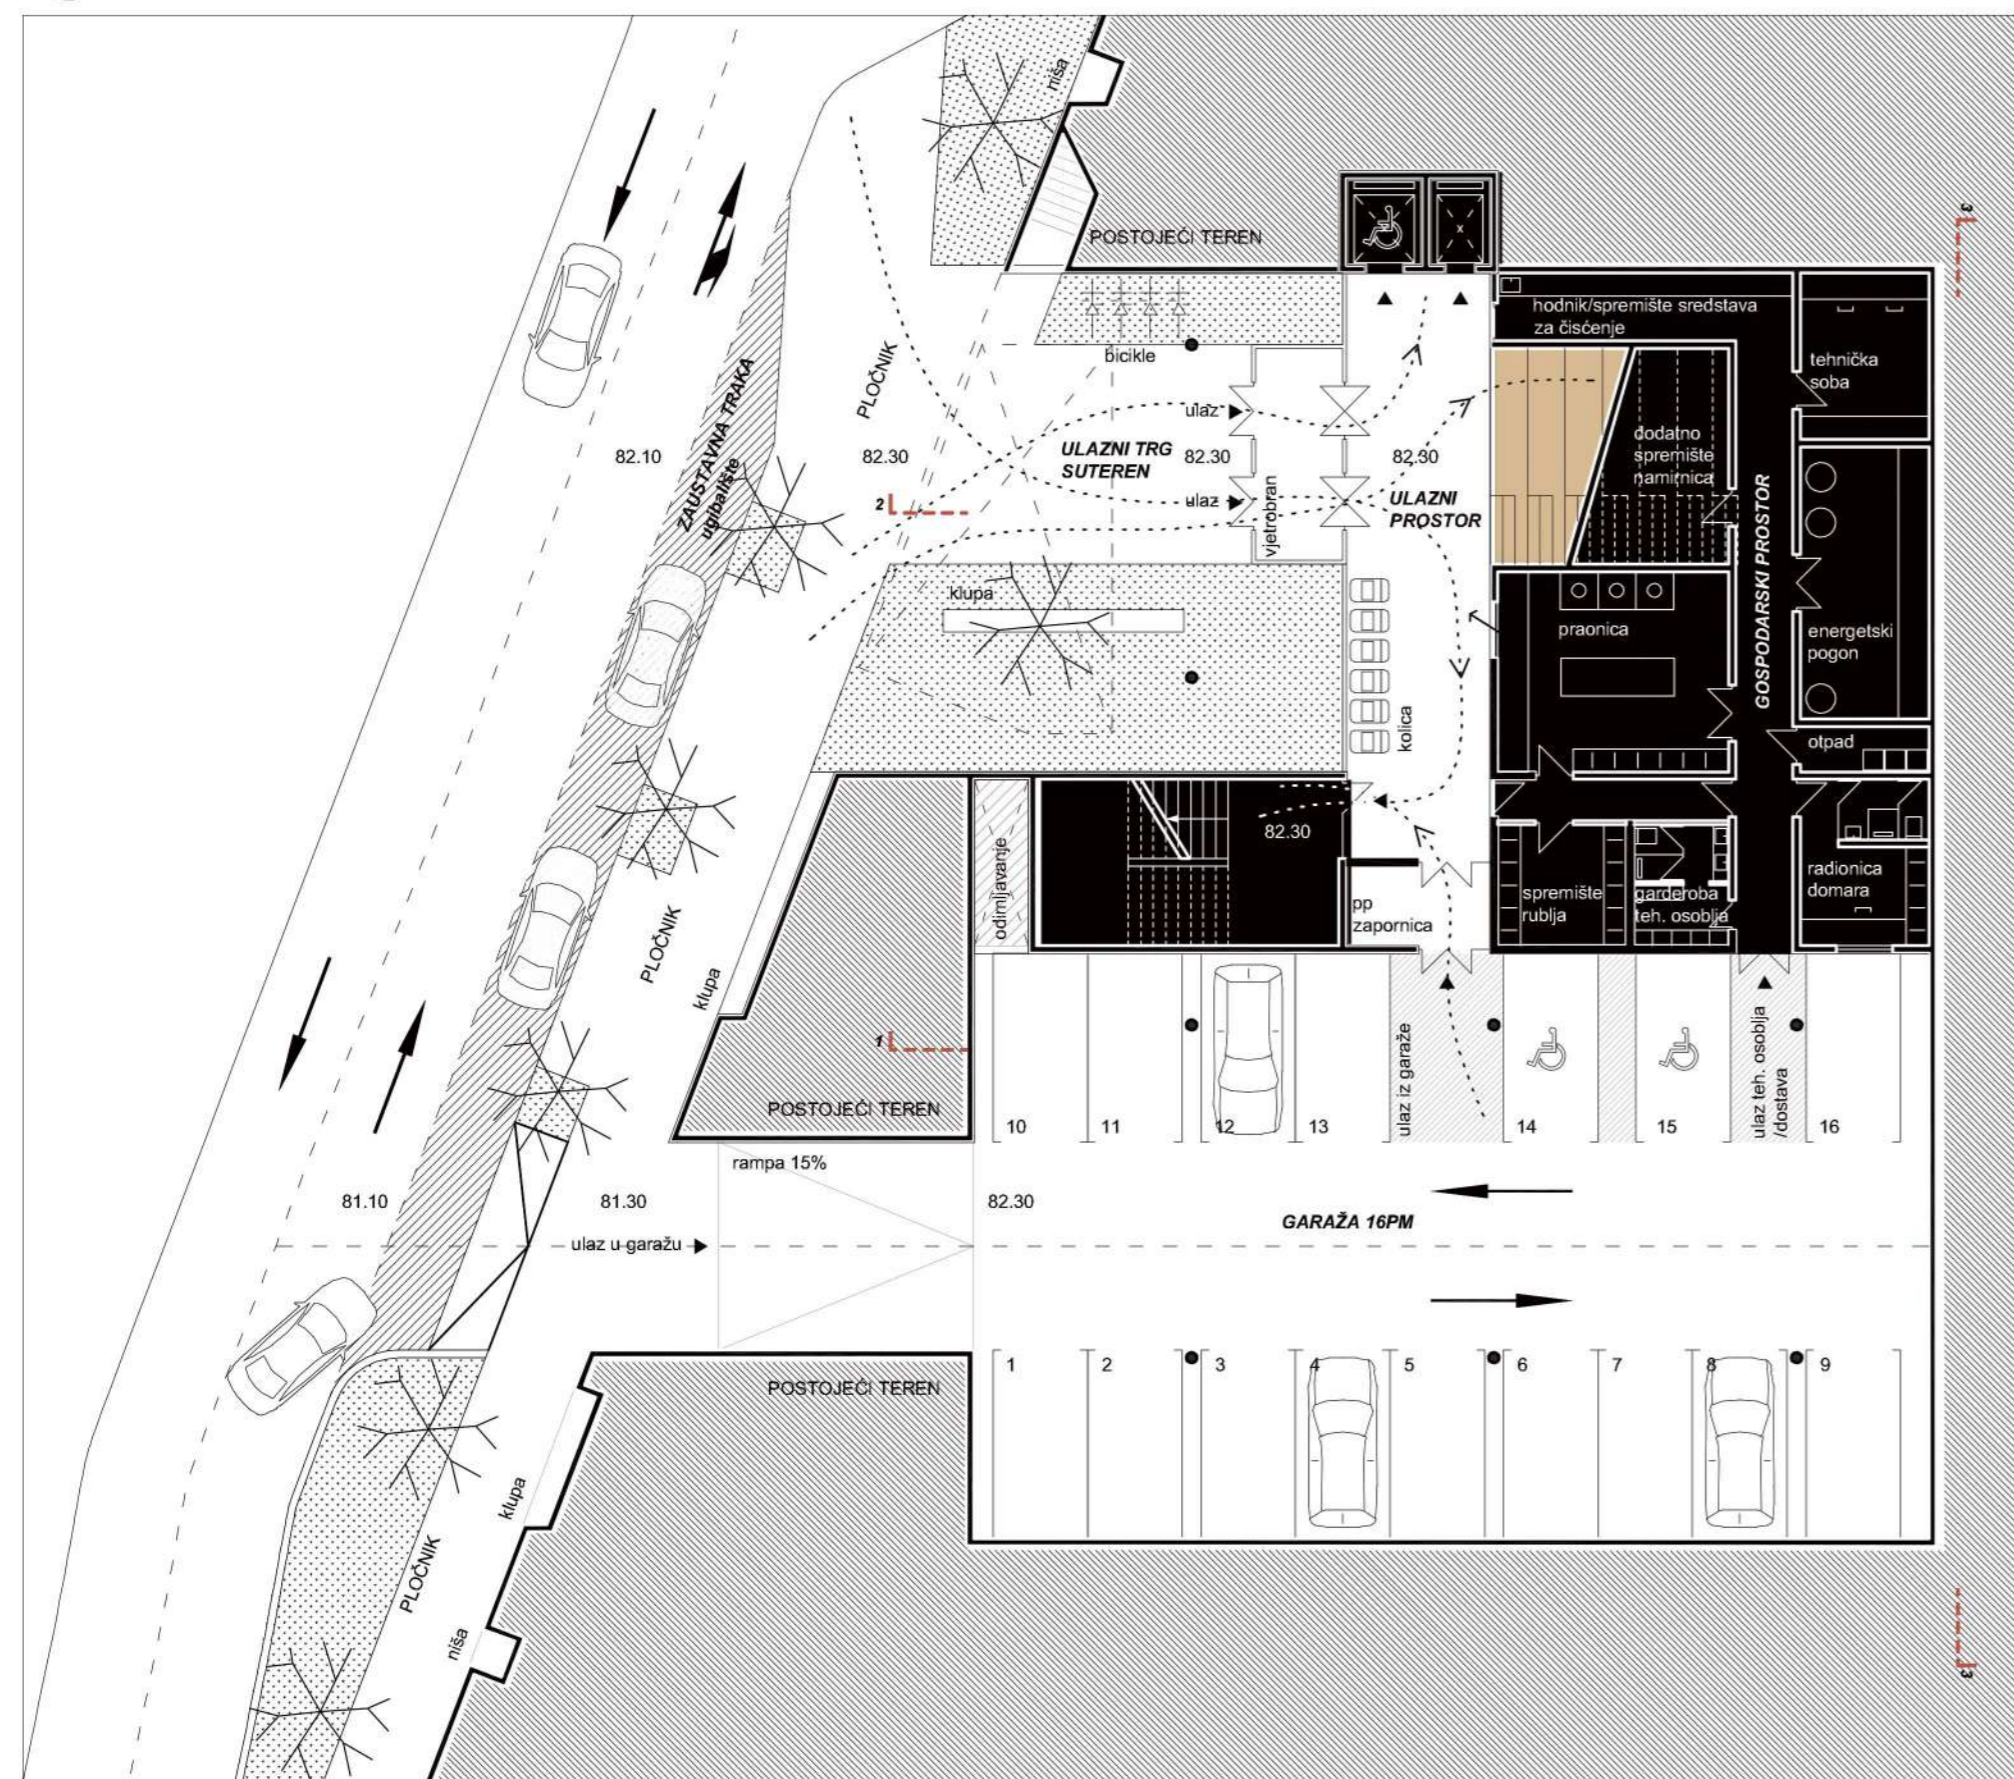 niša
3
POSTOJEĆI TEREN
x
hodnik/spremište sredstava
za čisćenje
tehnička
soba
bicikle
PLOČNIK
ulaz
82.10
ZAUSTAVNA TRAKA
ugibalište
82.30
ULAZNI TRG
SUTEREN
82.30
82.30
dodatno
spremište
namirnica
2
ulaz
vjetrobran
ULAZNI
PROSTOR
GOSPODARSKI PROSTOR
klupa
praonica
energetski
pogon
kolica
otpad
82.30
odimljavanje
PLOČNIK
klupa
pp
zapornica
spremište
rublja
garderoba
teh. osoblja
radionica
domara
1
POSTOJEĆI TEREN
10
11
12
13
ulaz iz garaže
14
15
ulaz teh. osoblja
/dostava
16
rampa 15%
81.10
81.30
82.30
GARAŽA 16PM
ulaz u garažu
POSTOJEĆI TEREN
1
2
3
4
5
6
7
8
9
klupa
PLOČNIK
niša
3